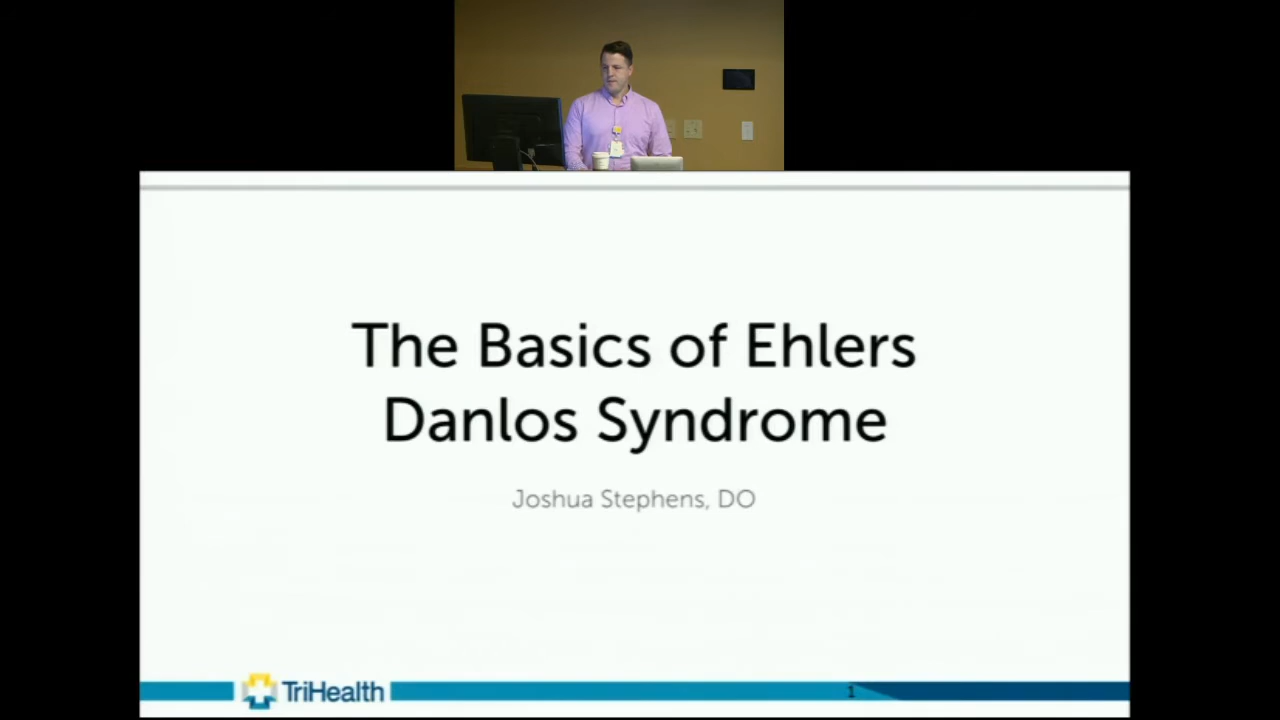 The Basics of Ehlers
Danlos Syndrome
Joshua Stephens, DO
TriHealth
1